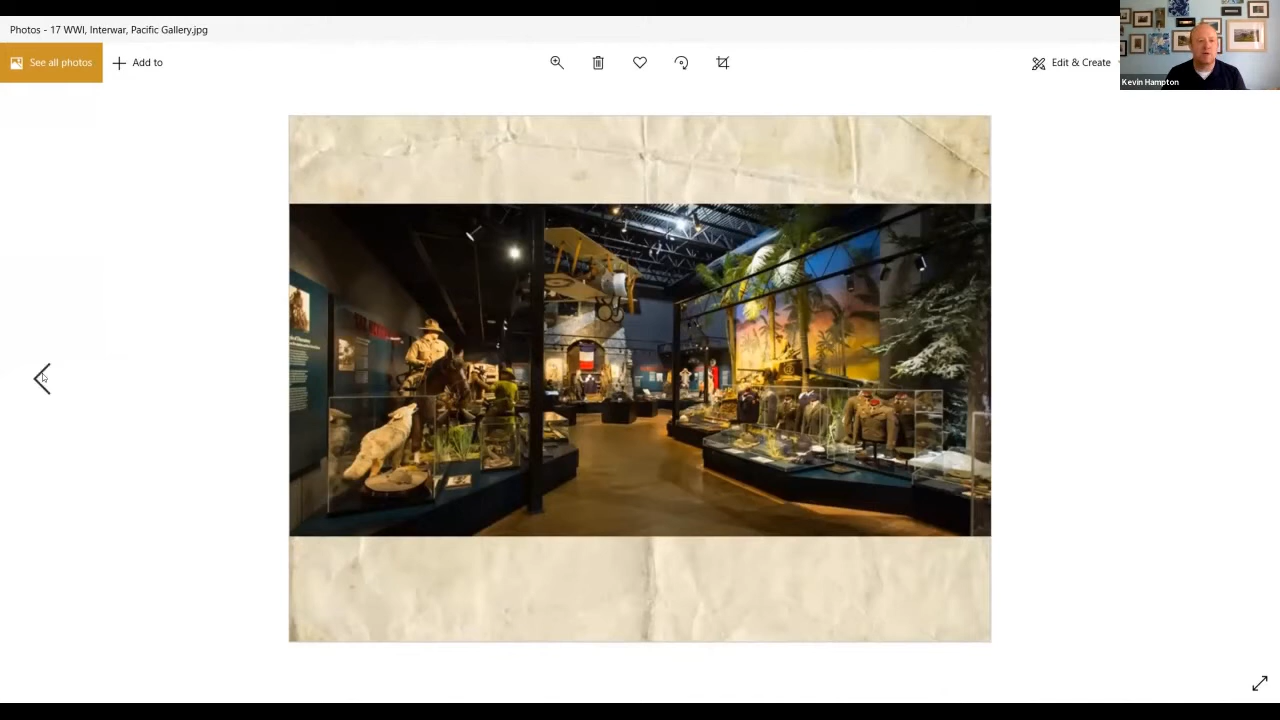 Photos - 17 WWI, Interwar, Pacific Gallery.jpg
See all photos
Add to
Edit & Create
Kevin Hampton